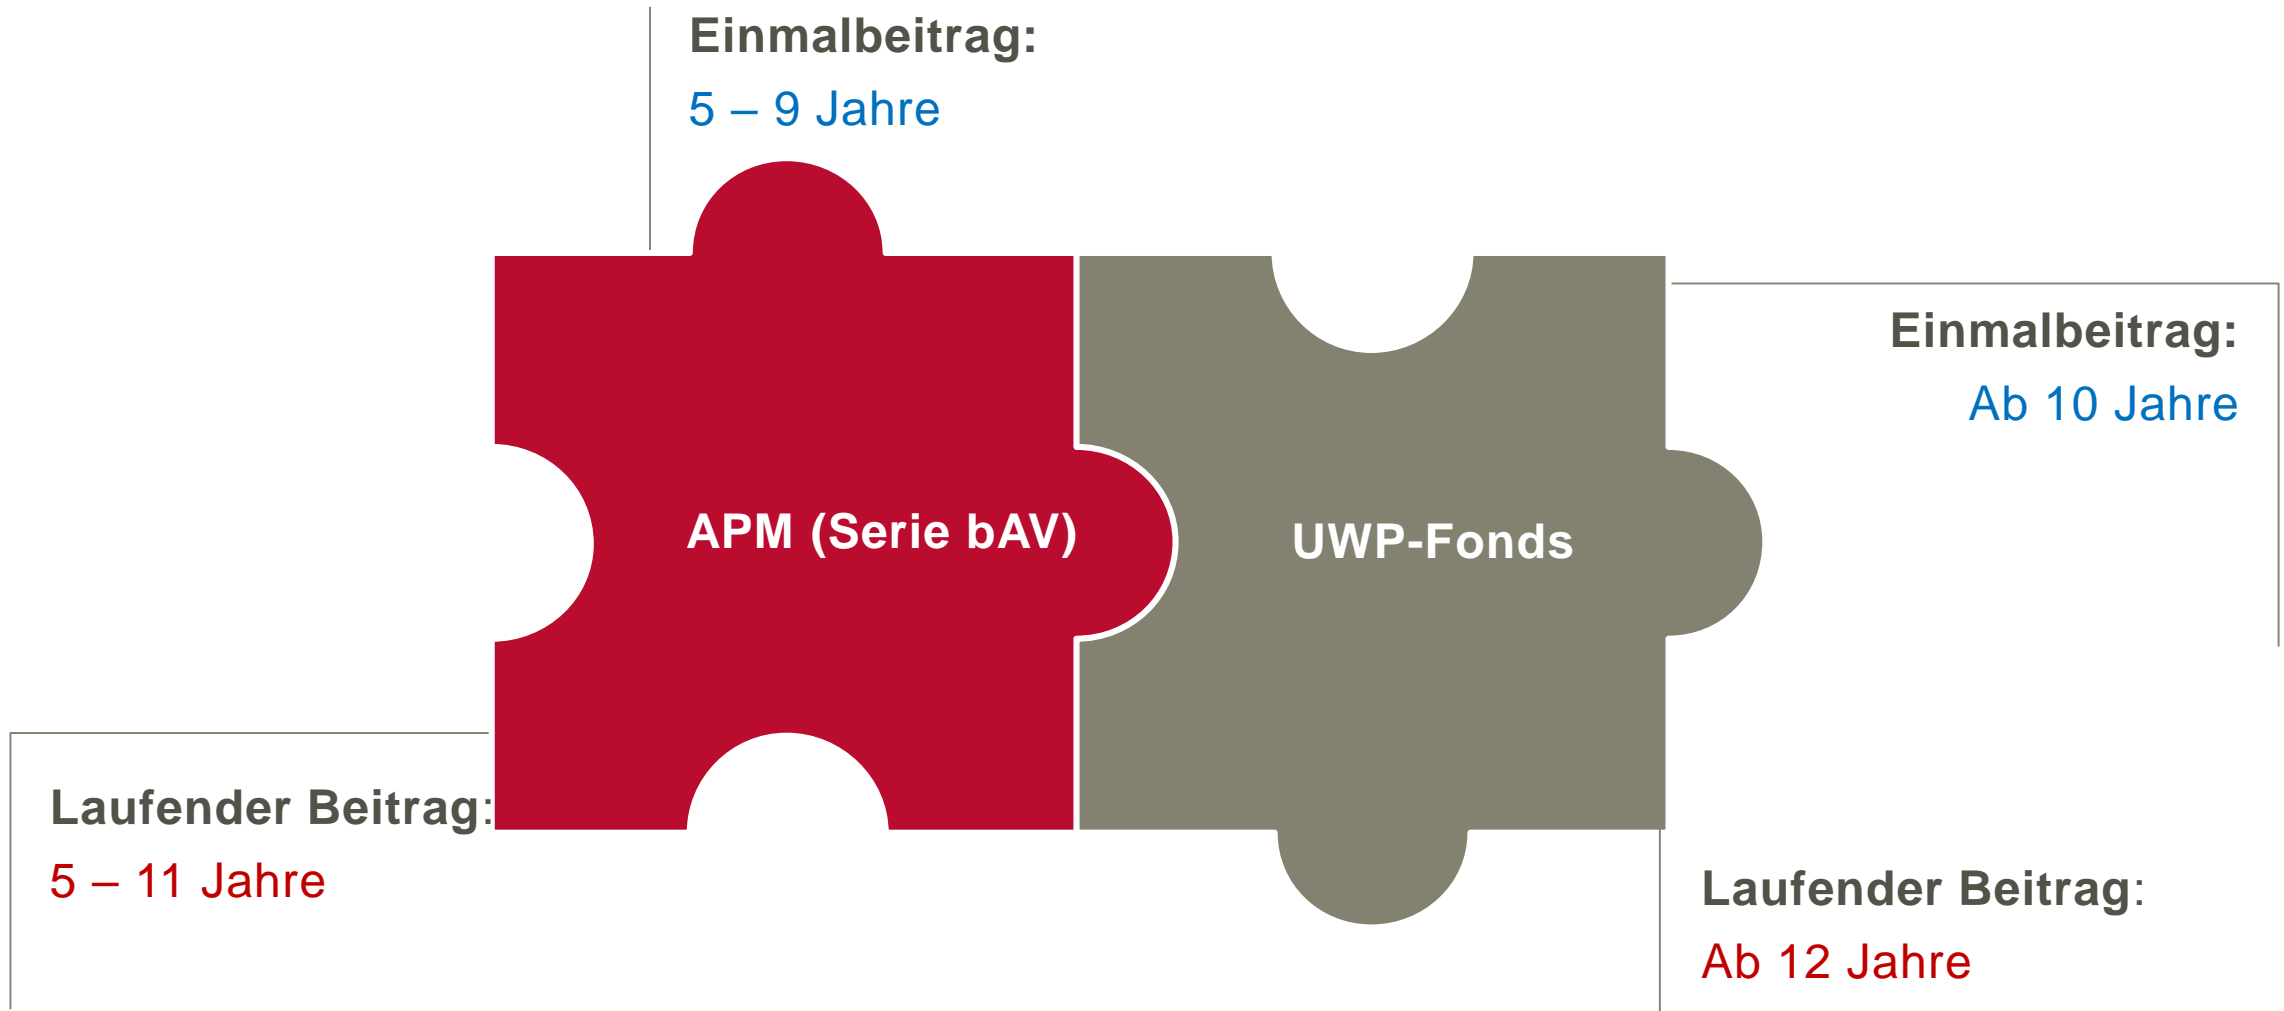 Einmalbeitrag:
5 – 9 Jahre
Einmalbeitrag:
Ab 10 Jahre
APM (Serie bAV)
UWP-Fonds
Laufender Beitrag:
5 – 11 Jahre
Laufender Beitrag:
Ab 12 Jahre